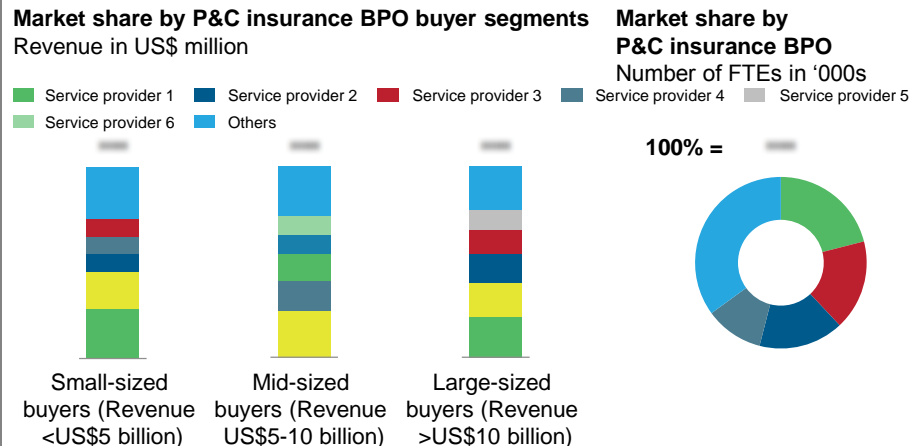 Market share by P&C insurance BPO buyer segments
Revenue in US$ million
Market share by
P&C insurance BPO
Number of FTEs in ‘000s
Service provider 1
Service provider 2
Service provider 3
Service provider 4
Service provider 5
Service provider 6
Others
100% =
Small-sized
buyers (Revenue
<US$5 billion)
Mid-sized
buyers (Revenue
US$5-10 billion)
Large-sized
buyers (Revenue
>US$10 billion)